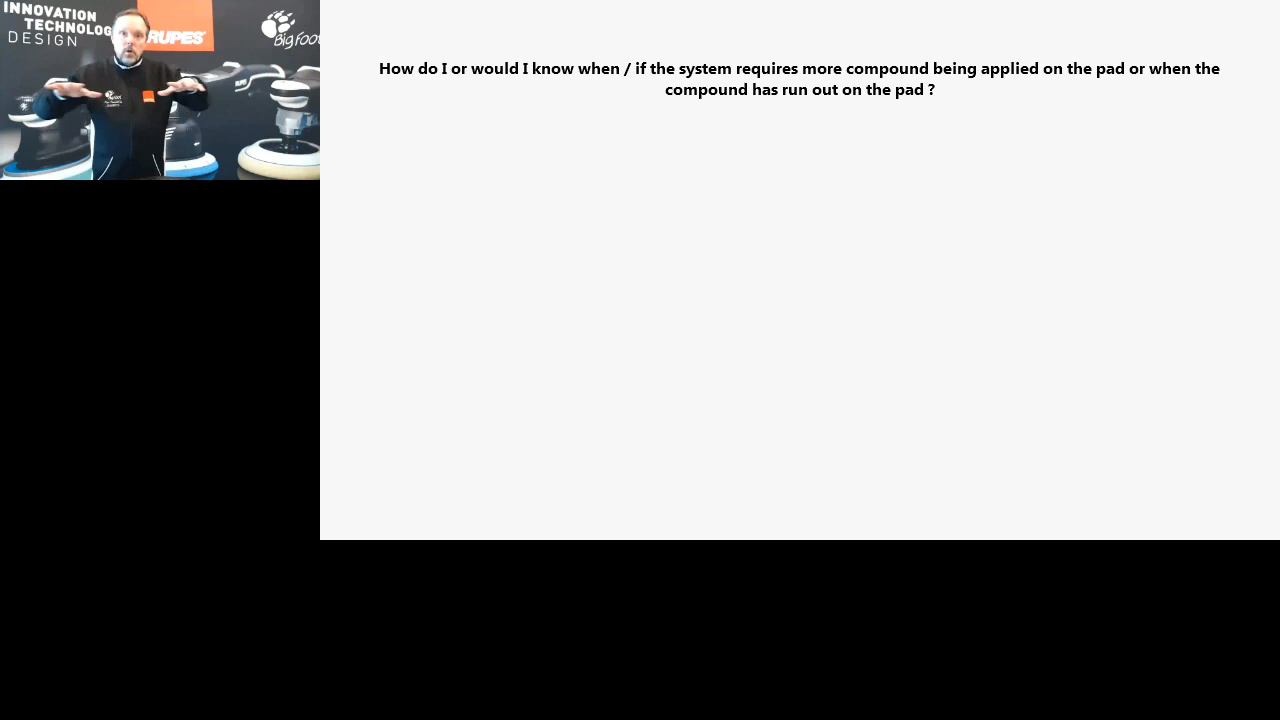 INNOVATION
TECHNOLOG
DESIGN
RUPES
BigFoot
How do I or would I know when / if the system requires more compound being applied on the pad or when the
compound has run out on the pad ?